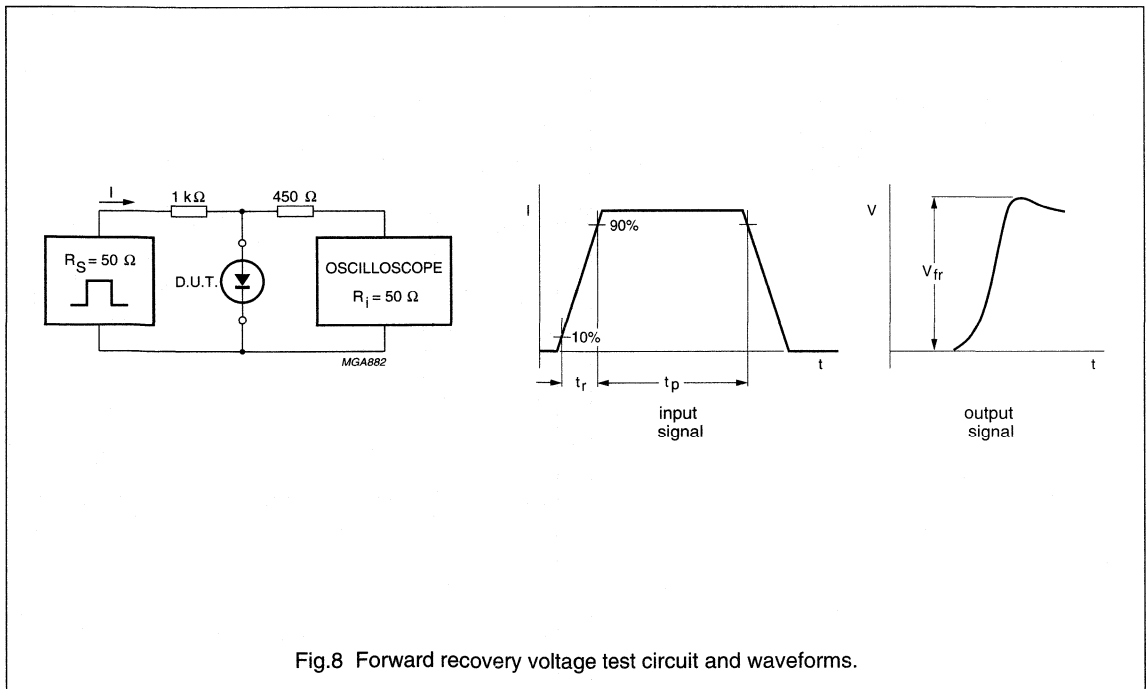 I
1 kΩ
450 Ω
R_S = 50 Ω
D.U.T.
OSCILLOSCOPE
R_i = 50 Ω
MGA882
I
90%
10%
t
t_r
t_p
input
signal
V
V_fr
t
output
signal
Fig.8 Forward recovery voltage test circuit and waveforms.